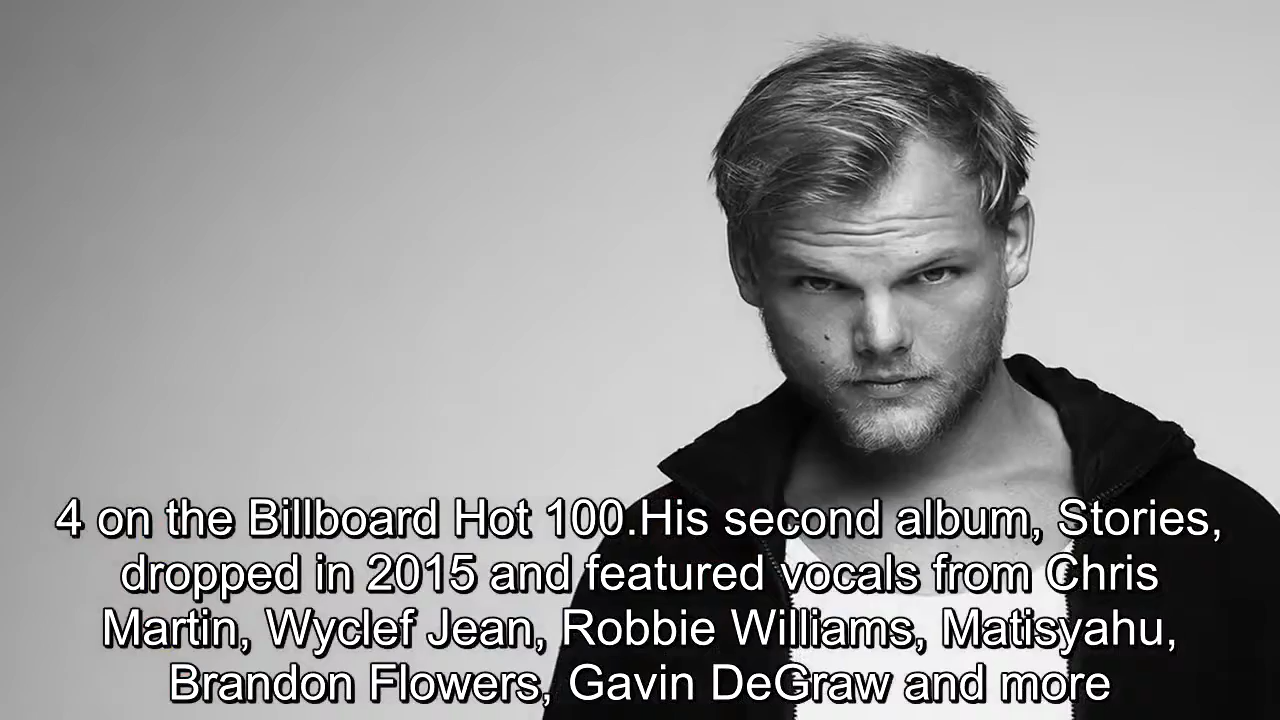 4 on the Billboard Hot 100.His second album, Stories,
dropped in 2015 and featured vocals from Chris
Martin, Wyclef Jean, Robbie Williams, Matisyahu,
Brandon Flowers, Gavin DeGraw and more